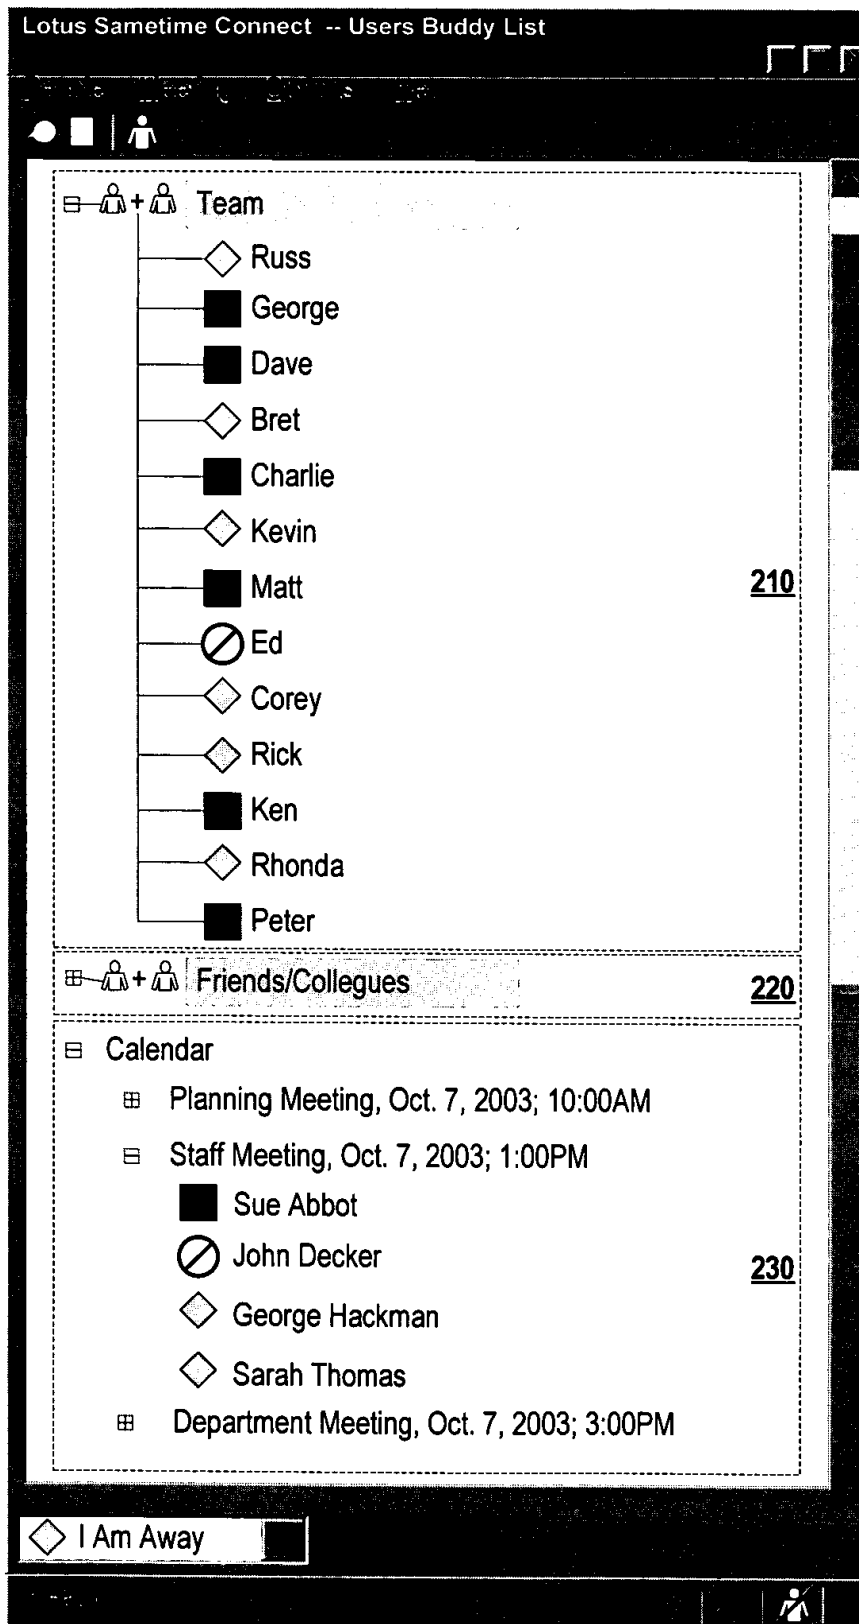 Lotus Sametime Connect -- Users Buddy List
Team
Russ
George
Dave
Bret
Charlie
Kevin
Matt
210
Ed
Corey
Rick
Ken
Rhonda
Peter
Friends/Collegues
220
Calendar
Planning Meeting, Oct. 7, 2003; 10:00AM
Staff Meeting, Oct. 7, 2003; 1:00PM
Sue Abbot
John Decker
230
George Hackman
Sarah Thomas
Department Meeting, Oct. 7, 2003; 3:00PM
I Am Away